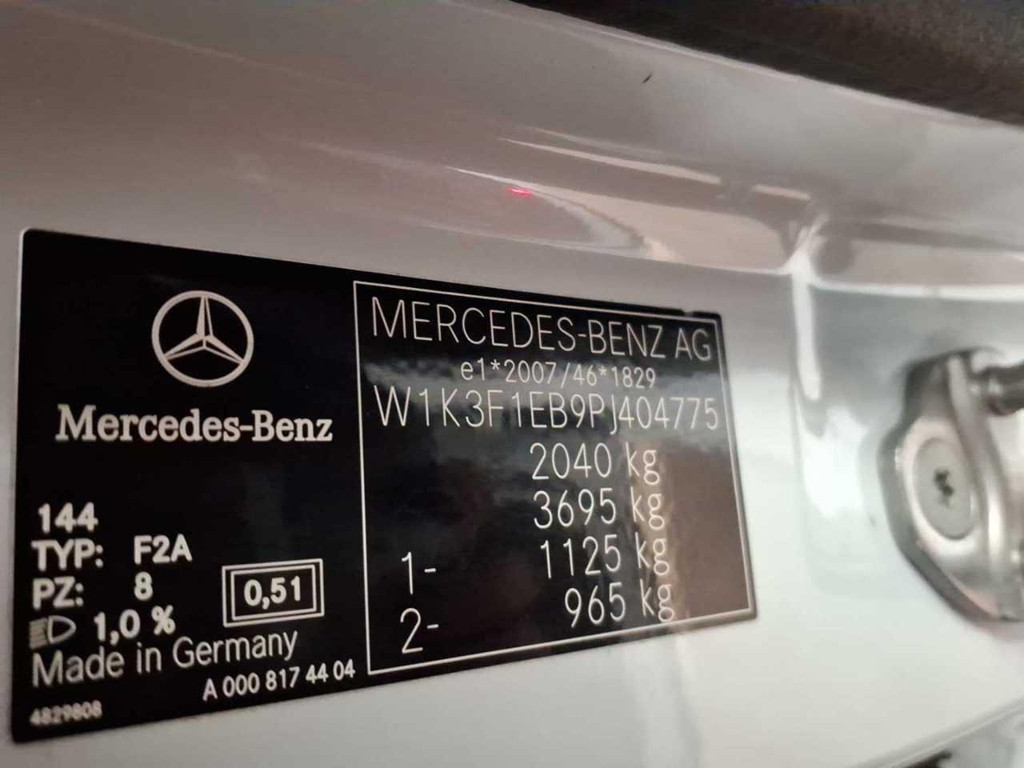 Mercedes-Benz
144
TYP: F2A
PZ: 8
1,0 %
0,51
Made in Germany
A 000 817 44 04
4829808
MERCEDES-BENZ AG
e1*2007/46*1829
W1K3F1EB9PJ404775
2040 kg
3695 kg
1- 1125 kg
2- 965 kg